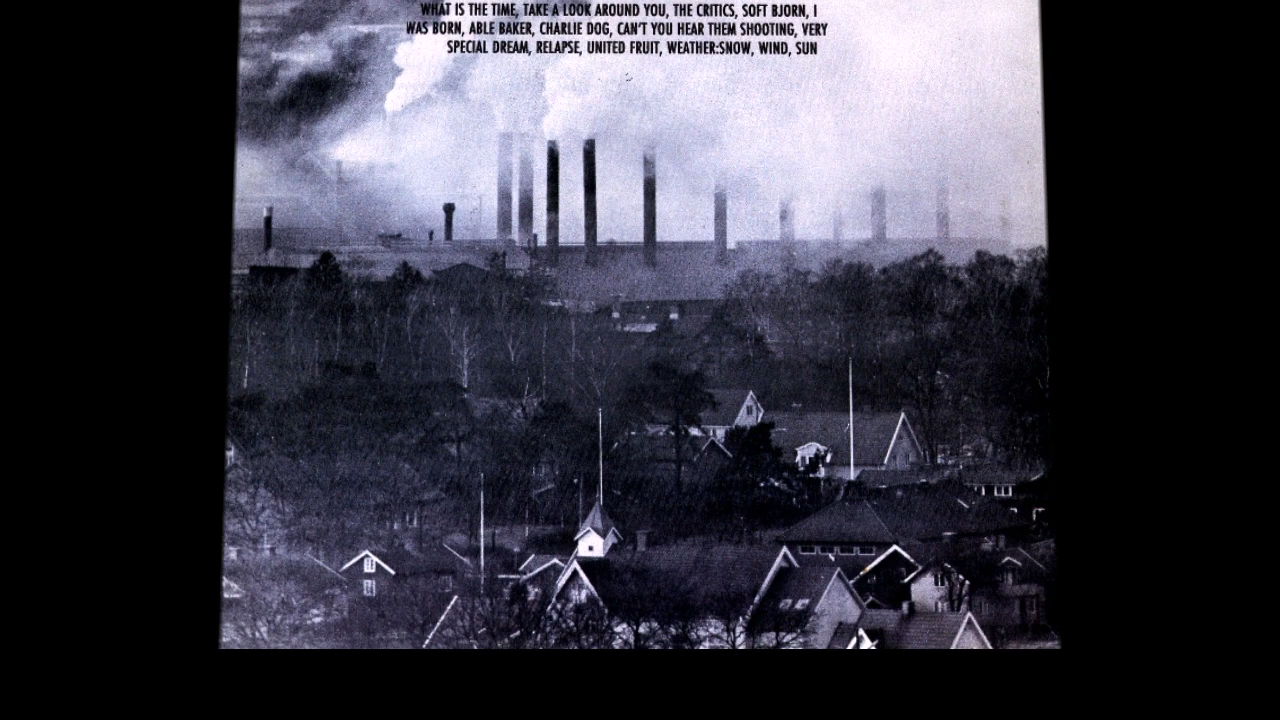 WHAT IS THE TIME, TAKE A LOOK AROUND YOU, THE CRITICS, SOFT BJORN, I
WAS BORN, ABLE BAKER, CHARLIE DOG, CAN'T YOU HEAR THEM SHOOTING, VERY
SPECIAL DREAM, RELAPSE, UNITED FRUIT, WEATHER:SNOW, WIND, SUN